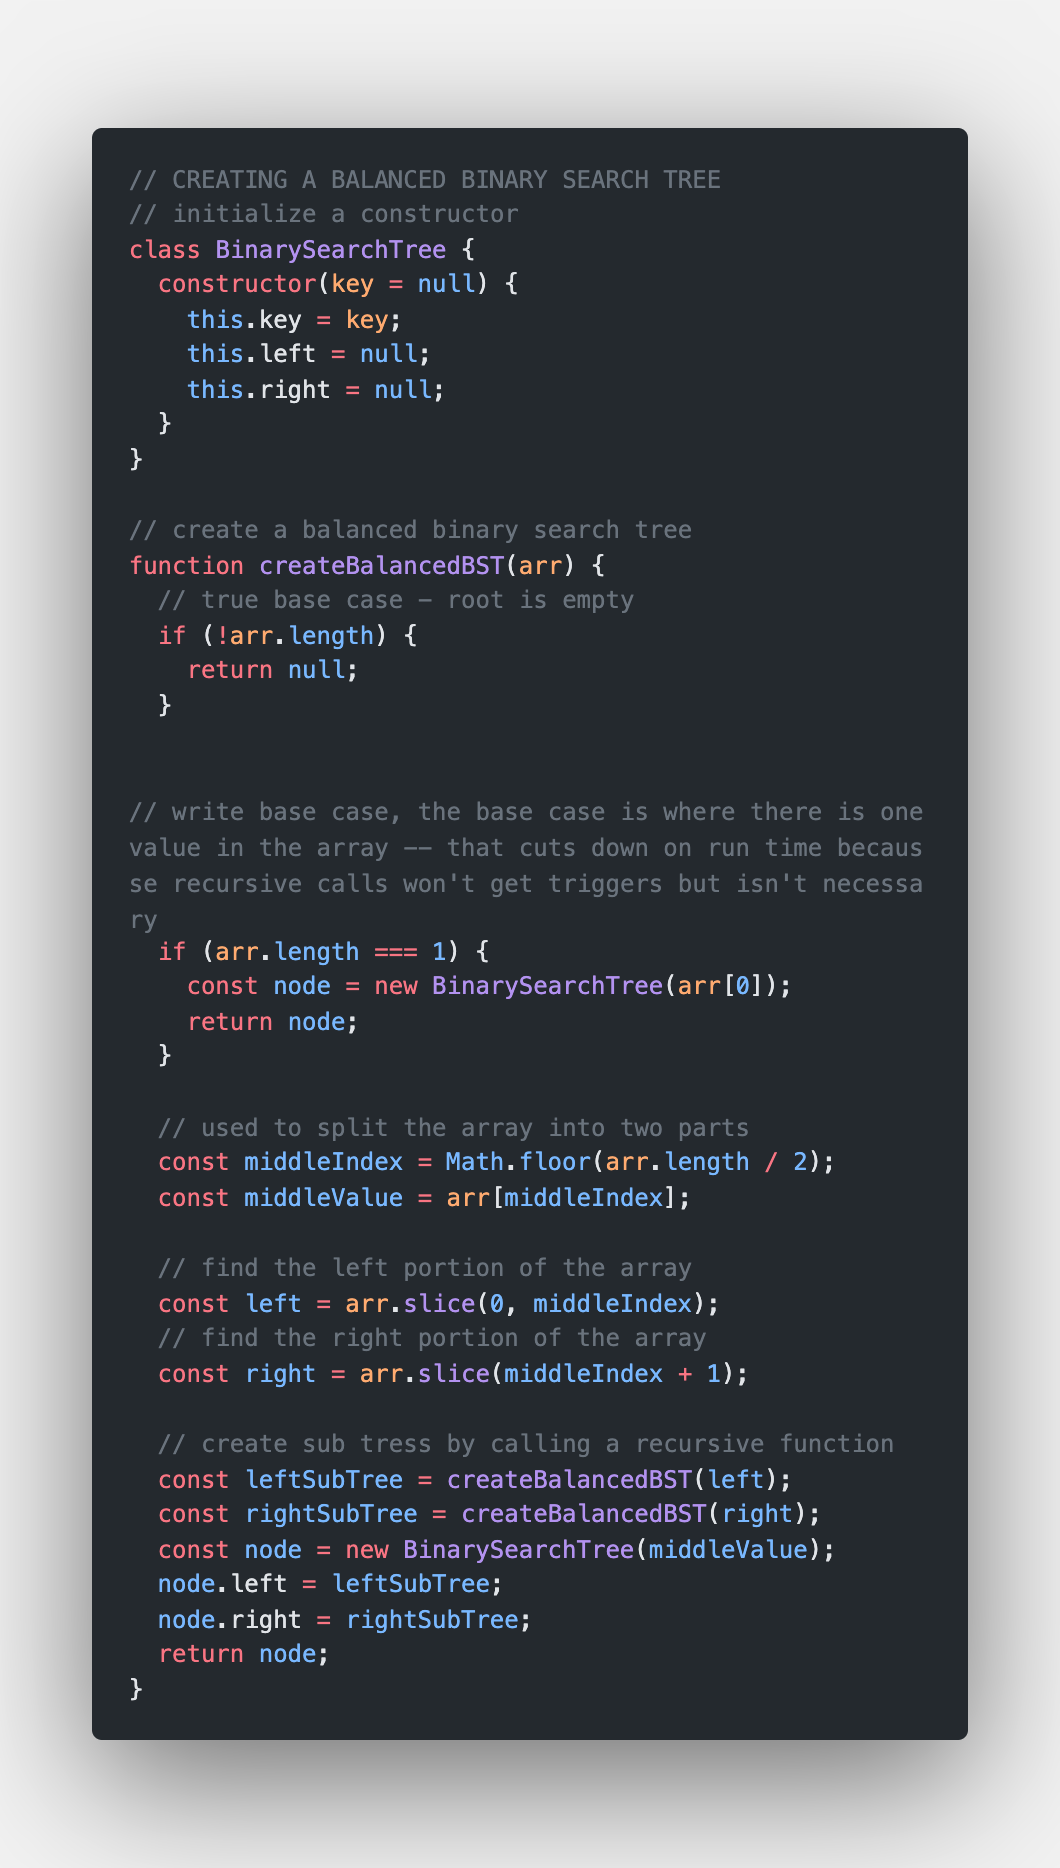 // CREATING A BALANCED BINARY SEARCH TREE
// initialize a constructor
class BinarySearchTree {
  constructor(key = null) {
    this.key = key;
    this.left = null;
    this.right = null;
  }
}

// create a balanced binary search tree
function createBalancedBST(arr) {
  // true base case – root is empty
  if (!arr.length) {
    return null;
  }

// write base case, the base case is where there is one
value in the array –– that cuts down on run time becaus
se recursive calls won't get triggers but isn't necessa
ry
  if (arr.length === 1) {
    const node = new BinarySearchTree(arr[0]);
    return node;
  }

  // used to split the array into two parts
  const middleIndex = Math.floor(arr.length / 2);
  const middleValue = arr[middleIndex];

  // find the left portion of the array
  const left = arr.slice(0, middleIndex);
  // find the right portion of the array
  const right = arr.slice(middleIndex + 1);

  // create sub tress by calling a recursive function
  const leftSubTree = createBalancedBST(left);
  const rightSubTree = createBalancedBST(right);
  const node = new BinarySearchTree(middleValue);
  node.left = leftSubTree;
  node.right = rightSubTree;
  return node;
}